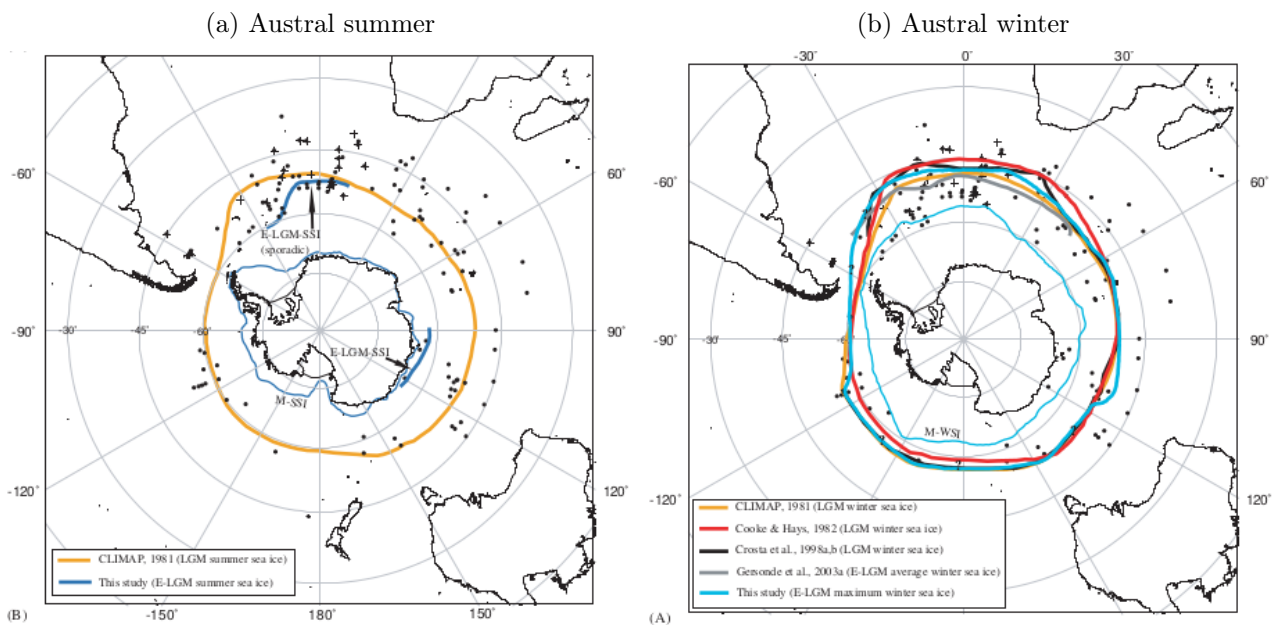 (a) Austral summer
(b) Austral winter
-60°
60°
E-LGM-SSI
(sporadic)
-90°
-30°
-45°
-60°
90°
E-LGM-SSI
M-SSI
-120°
120°
CLIMAP, 1981 (LGM summer sea ice)
This study (E-LGM summer sea ice)
(B)
-150°
180°
150°
-30°
0°
30°
-60°
60°
-90°
-30°
-45°
90°
M-WSI
?
?
-120°
CLIMAP, 1981 (LGM winter sea ice)
Cooke & Hays, 1982 (LGM winter sea ice)
Crosta et al., 1998a,b (LGM winter sea ice)
Gersonde et al., 2003a (E-LGM average winter sea ice)
This study (E-LGM maximum winter sea ice)
(A)